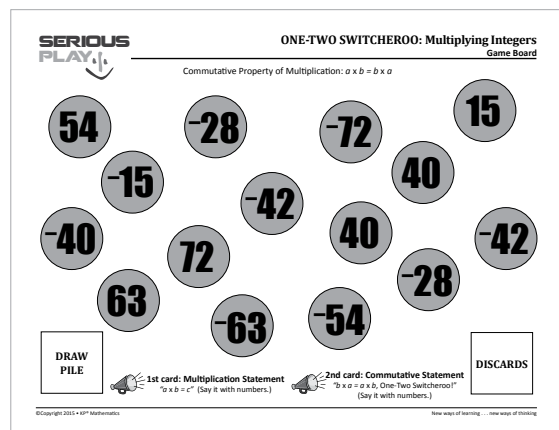 SERIOUS
PLAY
ONE-TWO SWITCHEROO: Multiplying Integers
Game Board
Commutative Property of Multiplication: a x b = b x a
54
–28
–72
15
–15
40
–42
–40
72
40
–42
63
–28
–63
–54
DRAW
PILE
1st card: Multiplication Statement
“a x b = c” (Say it with numbers.)
2nd card: Commutative Statement
“b x a = a x b, One-Two Switcheroo!”
(Say it with numbers.)
DISCARDS
©Copyright 2015 • KP® Mathematics
New ways of learning . . . new ways of thinking